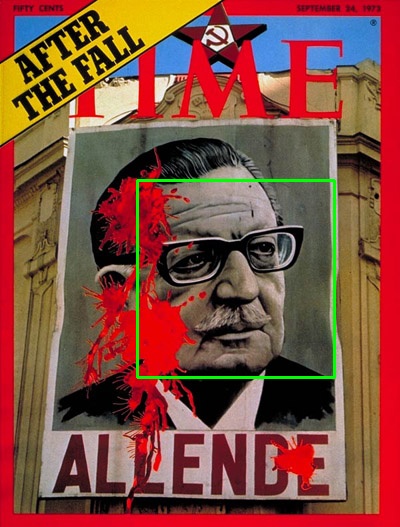 FIFTY CENTS
SEPTEMBER 24, 1973
AFTER
THE FALL
TIME
®
ALLENDE